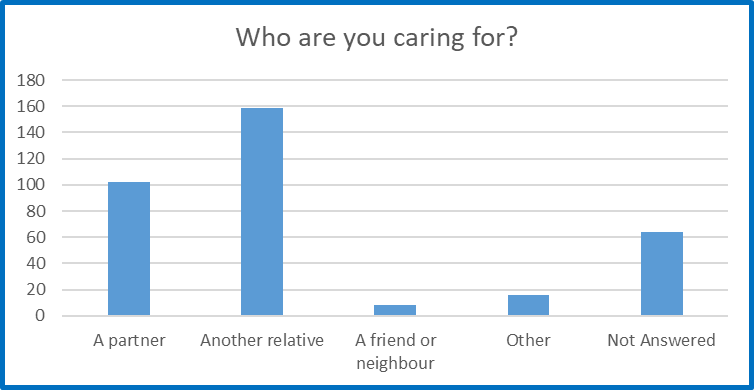 Who are you caring for?
180
160
140
120
100
80
60
40
20
0
A partner
Another relative
A friend or
neighbour
Other
Not Answered